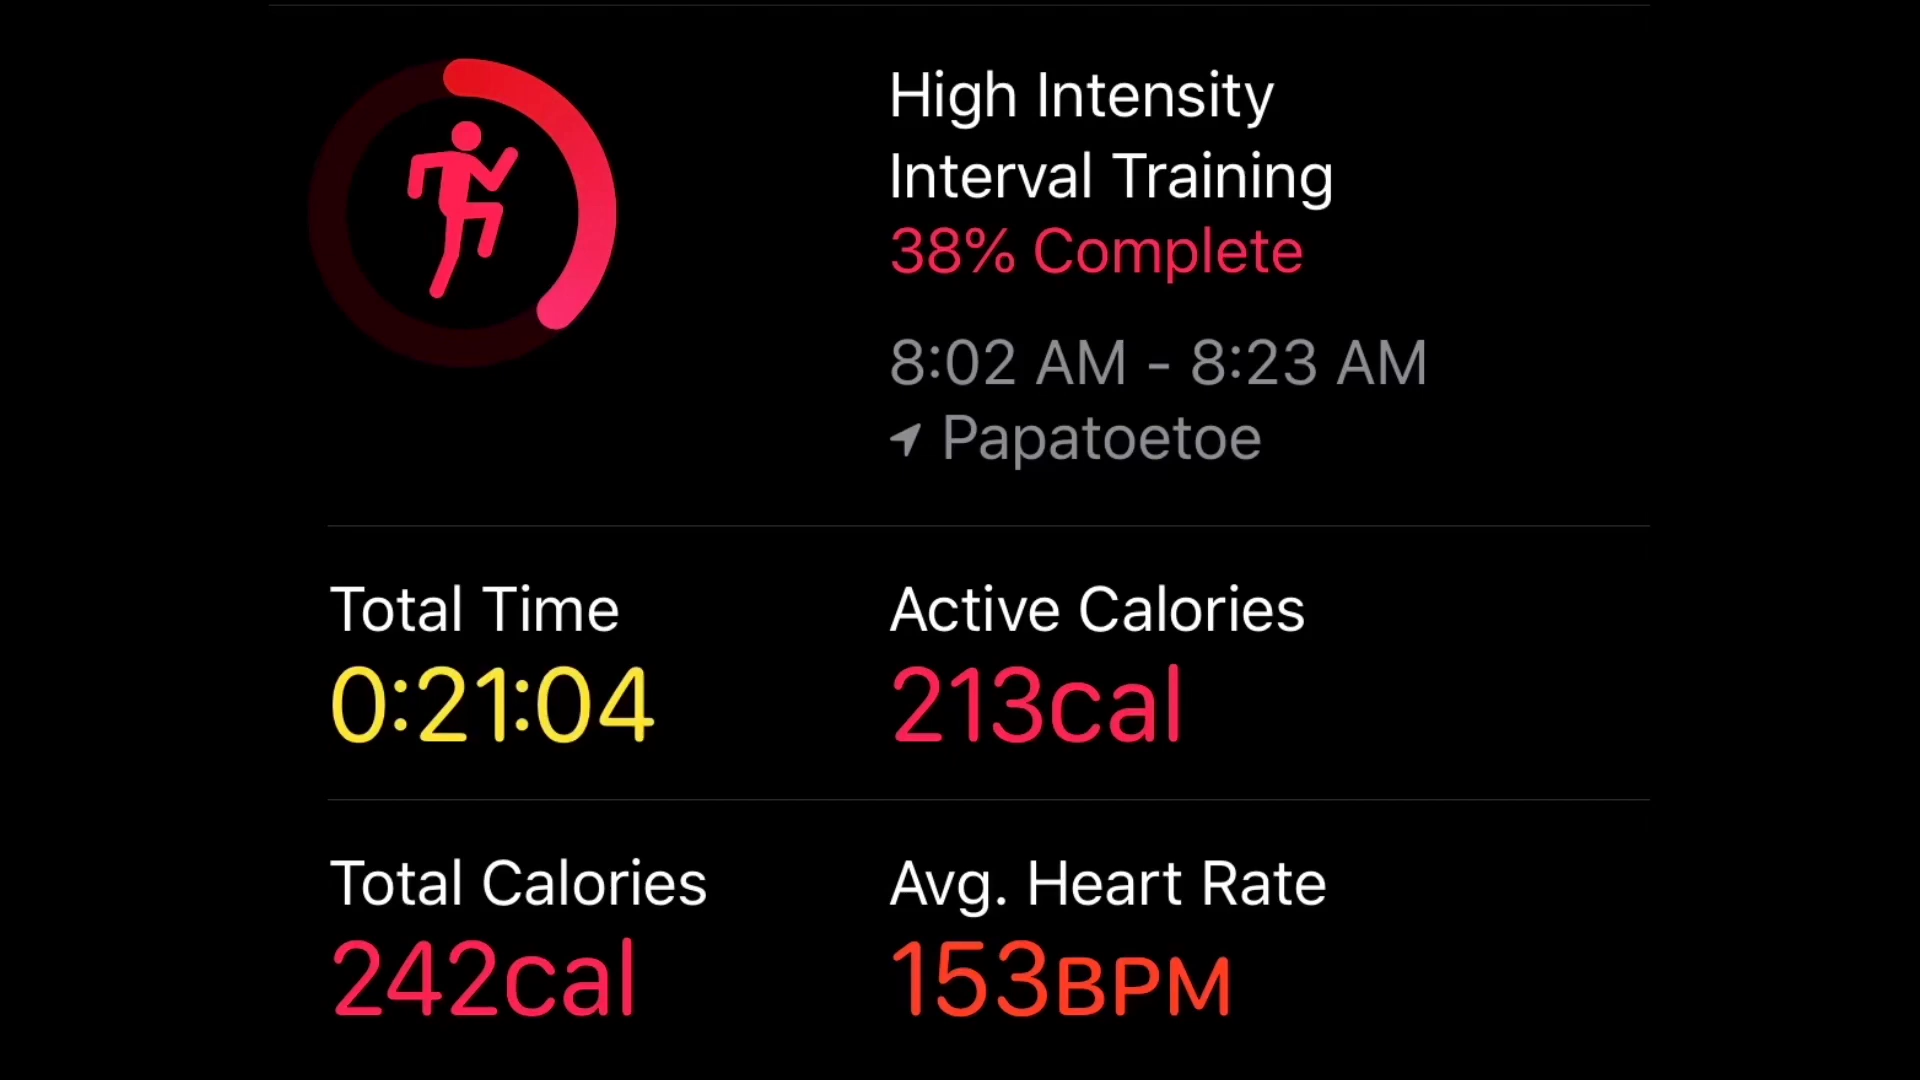 High Intensity
Interval Training
38% Complete
8:02 AM - 8:23 AM
Papatoetoe
Total Time
Active Calories
0:21:04
213cal
Total Calories
Avg. Heart Rate
242cal
153BPM